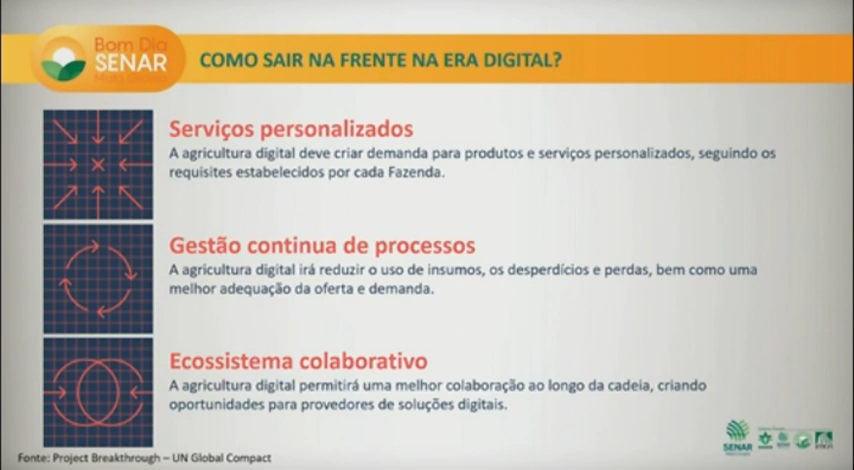 Bom Dia
SENAR
Mato Grosso
COMO SAIR NA FRENTE NA ERA DIGITAL?
Serviços personalizados
A agricultura digital deve criar demanda para produtos e serviços personalizados, seguindo os
requisites estabelecidos por cada Fazenda.
Gestão continua de processos
A agricultura digital irá reduzir o uso de insumos, os desperdícios e perdas, bem como uma
melhor adequação da oferta e demanda.
Ecossistema colaborativo
A agricultura digital permitirá uma melhor colaboração ao longo da cadeia, criando
oportunidades para provedores de soluções digitais.
SENAR
Fonte: Project Breakthrough – UN Global Compact